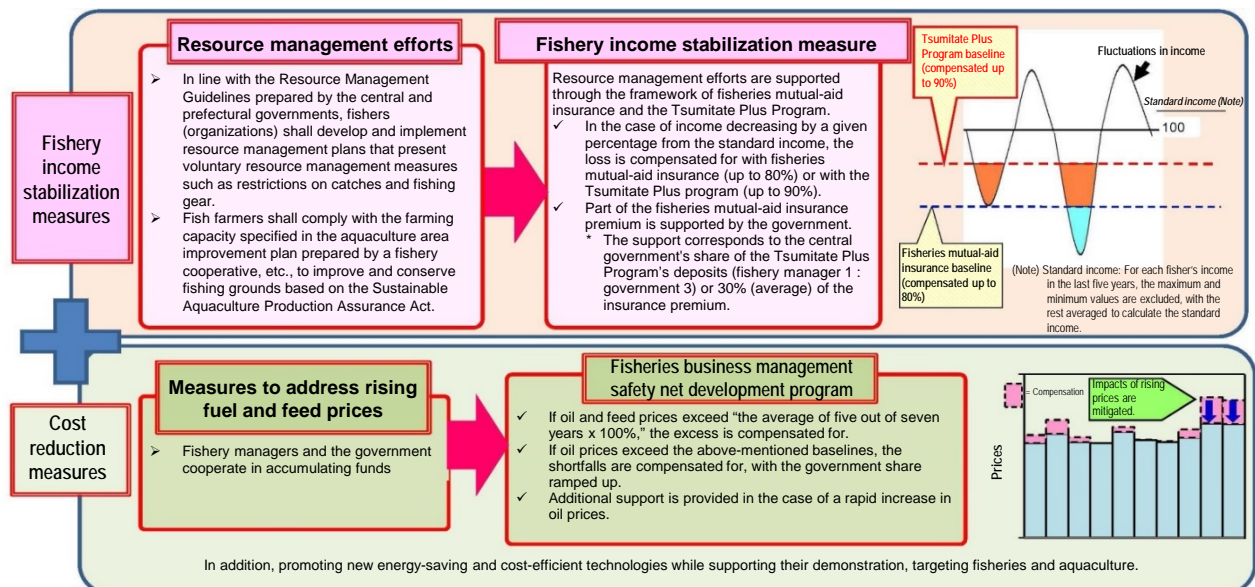 Fishery
income
stabilization
measures
Resource management efforts
➢ In line with the Resource Management
Guidelines prepared by the central and
prefectural governments, fishers
(organizations) shall develop and implement
resource management plans that present
voluntary resource management measures
such as restrictions on catches and fishing
gear.
➢ Fish farmers shall comply with the farming
capacity specified in the aquaculture area
improvement plan prepared by a fishery
cooperative, etc., to improve and conserve
fishing grounds based on the Sustainable
Aquaculture Production Assurance Act.
Fishery income stabilization measure
Resource management efforts are supported
through the framework of fisheries mutual-aid
insurance and the Tsumitate Plus Program.
✓ In the case of income decreasing by a given
percentage from the standard income, the
loss is compensated for with fisheries
mutual-aid insurance (up to 80%) or with
the Tsumitate Plus program (up to 90%).
✓ Part of the fisheries mutual-aid insurance
premium is supported by the government.
* The support corresponds to the central
government's share of the Tsumitate Plus
Program's deposits (fishery manager 1 :
government 3) or 30% (average) of the
insurance premium.
Tsumitate Plus
Program baseline
(compensated up
to 90%)
Fluctuations in income
Standard income (Note)
100
Fisheries mutual-aid
insurance baseline
(compensated up to
80%)
(Note) Standard income: For each fisher's income
in the last five years, the maximum and
minimum values are excluded, with the
rest averaged to calculate the standard
income.
Cost
reduction
measures
Measures to address rising
fuel and feed prices
➢ Fishery managers and the government
cooperate in accumulating funds
Fisheries business management
safety net development program
✓ If oil and feed prices exceed "the average of five out of seven
years x 100%," the excess is compensated for.
✓ If oil prices exceed the above-mentioned baselines, the
shortfalls are compensated for, with the government share
ramped up.
✓ Additional support is provided in the case of a rapid increase in
oil prices.
= Compensation
Impacts of rising
prices are
mitigated.
Prices
In addition, promoting new energy-saving and cost-efficient technologies while supporting their demonstration, targeting fisheries and aquaculture.